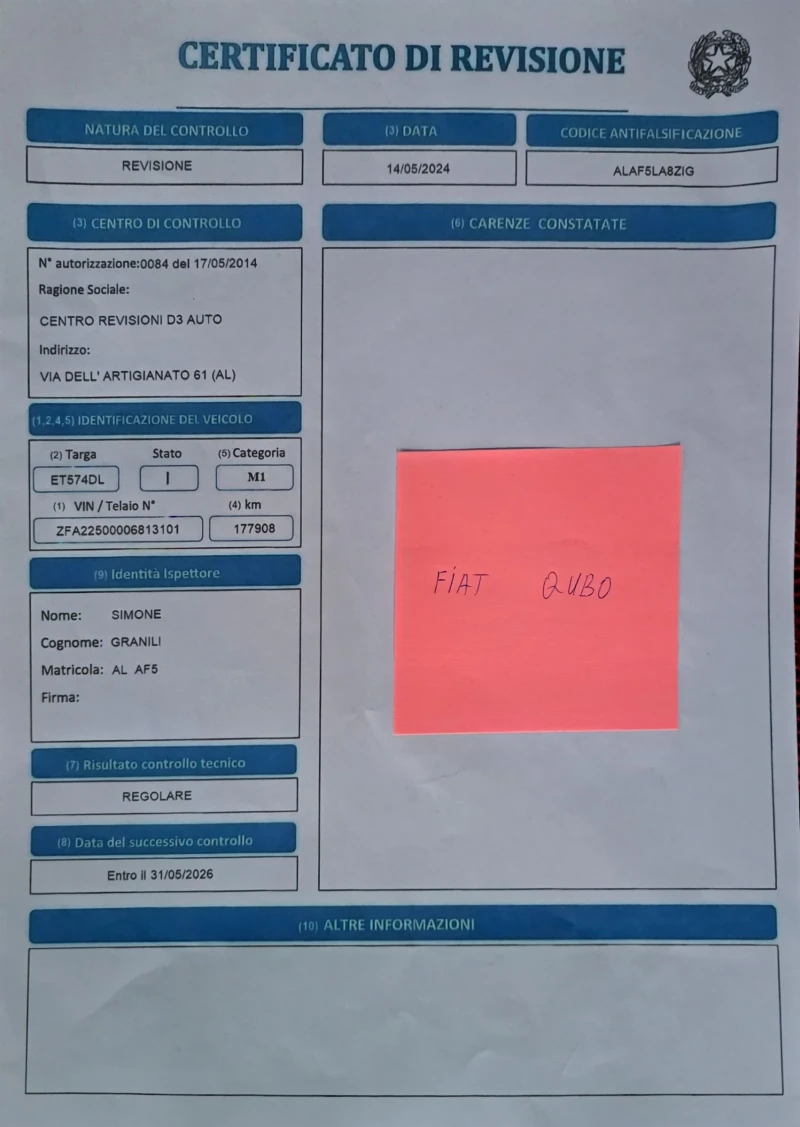 CERTIFICATO DI REVISIONE
NATURA DEL CONTROLLO
REVISIONE
(3) DATA
14/05/2024
CODICE ANTIFALSIFICAZIONE
ALAF5LA8ZIG
(3) CENTRO DI CONTROLLO
N° autorizzazione:0084 del 17/05/2014
Ragione Sociale:
CENTRO REVISIONI D3 AUTO
Indirizzo:
VIA DELL' ARTIGIANATO 61 (AL)
(1,2,4,5) IDENTIFICAZIONE DEL VEICOLO
(2) Targa Stato (5) Categoria
ET574DL I M1
(1) VIN / Telaio N° (4) km
ZFA22500006813101 177908
(9) Identità Ispettore
Nome: SIMONE
Cognome: GRANILI
Matricola: AL AF5
Firma:
(7) Risultato controllo tecnico
REGOLARE
(8) Data del successivo controllo
Entro il 31/05/2026
(6) CARENZE CONSTATATE
FIAT QUBO
(10) ALTRE INFORMAZIONI